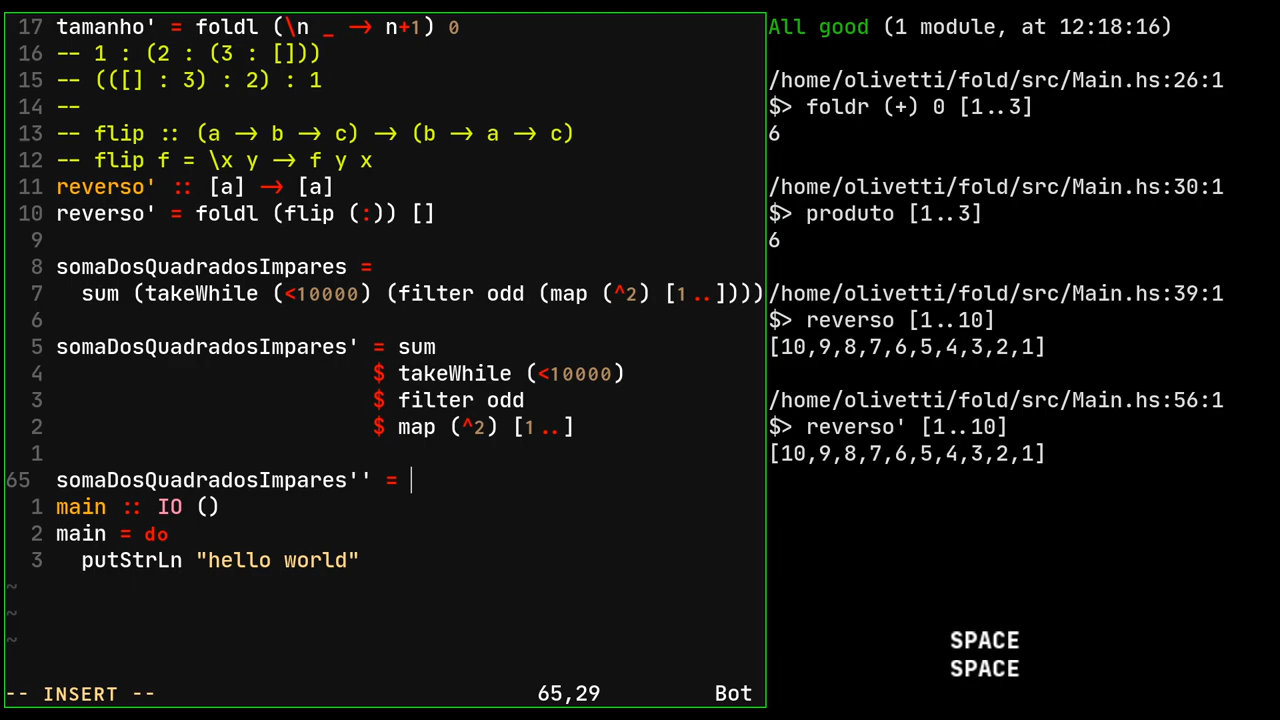 17 tamanho' = foldl (\n _ → n+1) 0
16 -- 1 : (2 : (3 : []))
15 -- (([] : 3) : 2) : 1
14 --
13 -- flip :: (a → b → c) → (b → a → c)
12 -- flip f = \x y → f y x
11 reverso' :: [a] → [a]
10 reverso' = foldl (flip (:)) []
9
8 somaDosQuadradosImpares =
7   sum (takeWhile (<10000) (filter odd (map (^2) [1..])))
6
5 somaDosQuadradosImpares' = sum
4                          $ takeWhile (<10000)
3                          $ filter odd
2                          $ map (^2) [1..]
1
65 somaDosQuadradosImpares'' =
1 main :: IO ()
2 main = do
3   putStrLn "hello world"
~
~
~
-- INSERT -- 65,29 Bot
All good (1 module, at 12:18:16)
/home/olivetti/fold/src/Main.hs:26:1
$> foldr (+) 0 [1..3]
6
/home/olivetti/fold/src/Main.hs:30:1
$> produto [1..3]
6
/home/olivetti/fold/src/Main.hs:39:1
$> reverso [1..10]
[10,9,8,7,6,5,4,3,2,1]
/home/olivetti/fold/src/Main.hs:56:1
$> reverso' [1..10]
[10,9,8,7,6,5,4,3,2,1]
SPACE
SPACE